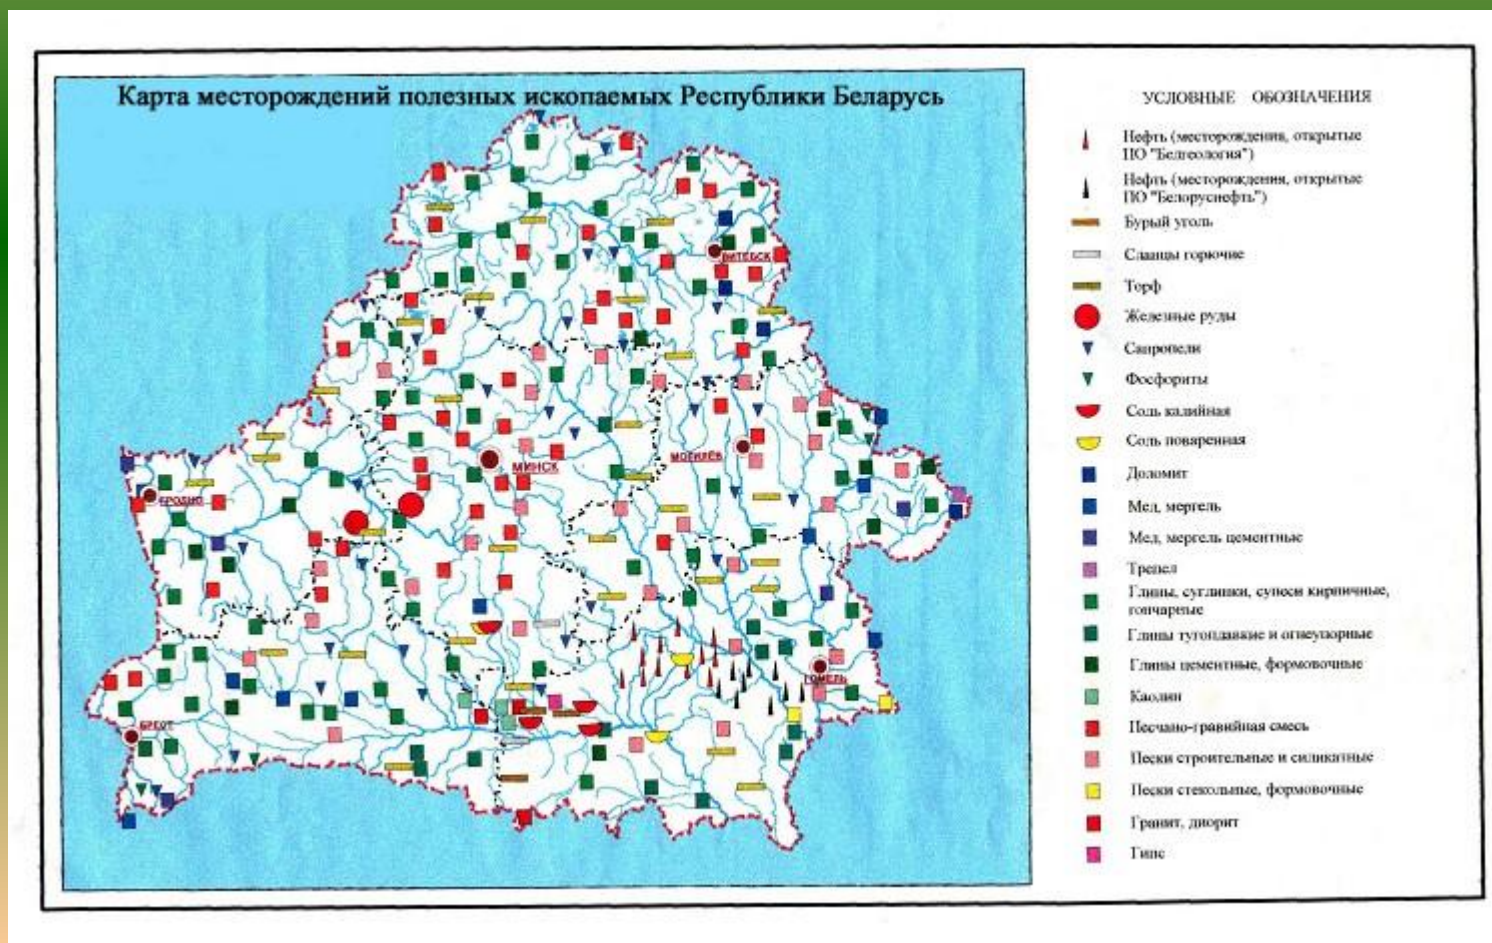 Карта месторождений полезных ископаемых Республики Беларусь
ВИТЕБСК
МИНСК
МОГИЛЕВ
ГРОДНО
ГОМЕЛЬ
БРЕСТ
УСЛОВНЫЕ ОБОЗНАЧЕНИЯ
Нефть (месторождения, открытые
ПО "Белгеология")
Нефть (месторождения, открытые
ПО "Белоруснефть")
Бурый уголь
Сланцы горючие
Торф
Железные руды
Сапропели
Фосфориты
Соль калийная
Соль поваренная
Доломит
Мел, мергель
Мел, мергель цементные
Трепел
Глины, суглинки, супеси кирпичные,
гончарные
Глины тугоплавкие и огнеупорные
Глины цементные, формовочные
Каолин
Песчано-гравийная смесь
Пески строительные и силикатные
Пески стекольные, формовочные
Гранит, диорит
Гипс